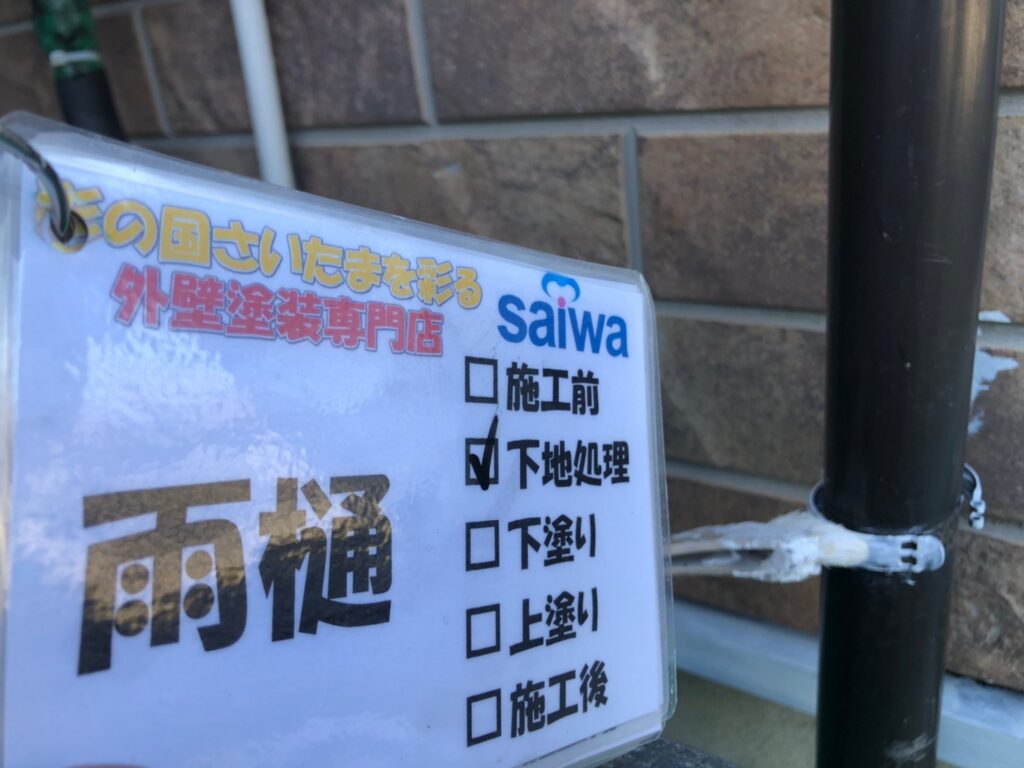 の国さいたまを彩る
外壁塗装専門店
saiwa
施工前
下地処理
下塗り
上塗り
施工後
雨樋